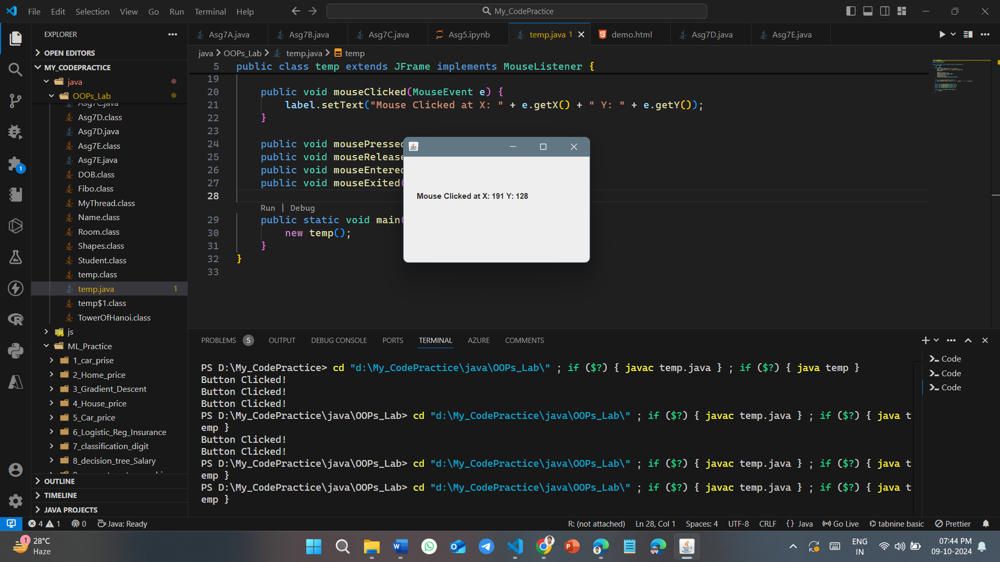 File Edit Selection View Go Run Terminal Help
My_CodePractice
EXPLORER
OPEN EDITORS
MY_CODEPRACTICE
java
OOPs_Lab
Asg7C.java
Asg7D.class
Asg7D.java
Asg7E.class
Asg7E.java
DOB.class
Fibo.class
MyThread.class
Name.class
Room.class
Shapes.class
Student.class
temp.class
temp.java 1
temp$1.class
TowerOfHanoi.class
js
ML_Practice
1_car_prise
2_Home_price
3_Gradient_Descent
4_House_price
5_Car_price
6_Logistic_Reg_Insurance
7_classification_digit
8_decision_tree_Salary
OUTLINE
TIMELINE
JAVA PROJECTS
1
Asg7A.java Asg7B.java Asg7C.java Asg5.ipynb temp.java 1 demo.html Asg7D.java Asg7E.java
java > OOPs_Lab > temp.java > temp
5 public class temp extends JFrame implements MouseListener {
19
20 public void mouseClicked(MouseEvent e) {
21 label.setText("Mouse Clicked at X: " + e.getX() + " Y: " + e.getY());
22 }
23
24 public void mousePressed
25 public void mouseRelease
26 public void mouseEntered
27 public void mouseExited(
28
Run | Debug
29 public static void main(
30 new temp();
31 }
32 }
33
Mouse Clicked at X: 191 Y: 128
PROBLEMS 5 OUTPUT DEBUG CONSOLE PORTS TERMINAL AZURE COMMENTS
PS D:\My_CodePractice> cd "d:\My_CodePractice\java\OOPs_Lab\" ; if ($?) { javac temp.java } ; if ($?) { java temp }
Button Clicked!
Button Clicked!
Button Clicked!
PS D:\My_CodePractice\java\OOPs_Lab> cd "d:\My_CodePractice\java\OOPs_Lab\" ; if ($?) { javac temp.java } ; if ($?) { java t
emp }
Button Clicked!
Button Clicked!
PS D:\My_CodePractice\java\OOPs_Lab> cd "d:\My_CodePractice\java\OOPs_Lab\" ; if ($?) { javac temp.java } ; if ($?) { java t
emp }
PS D:\My_CodePractice\java\OOPs_Lab> cd "d:\My_CodePractice\java\OOPs_Lab\" ; if ($?) { javac temp.java } ; if ($?) { java t
emp }
Code
Code
Code
4 1 0 Java: Ready
R: (not attached) Ln 28, Col 1 Spaces: 4 UTF-8 CRLF {} Java Go Live tabnine basic Prettier
1
28°C
Haze
ENG
IN
07:44 PM
09-10-2024